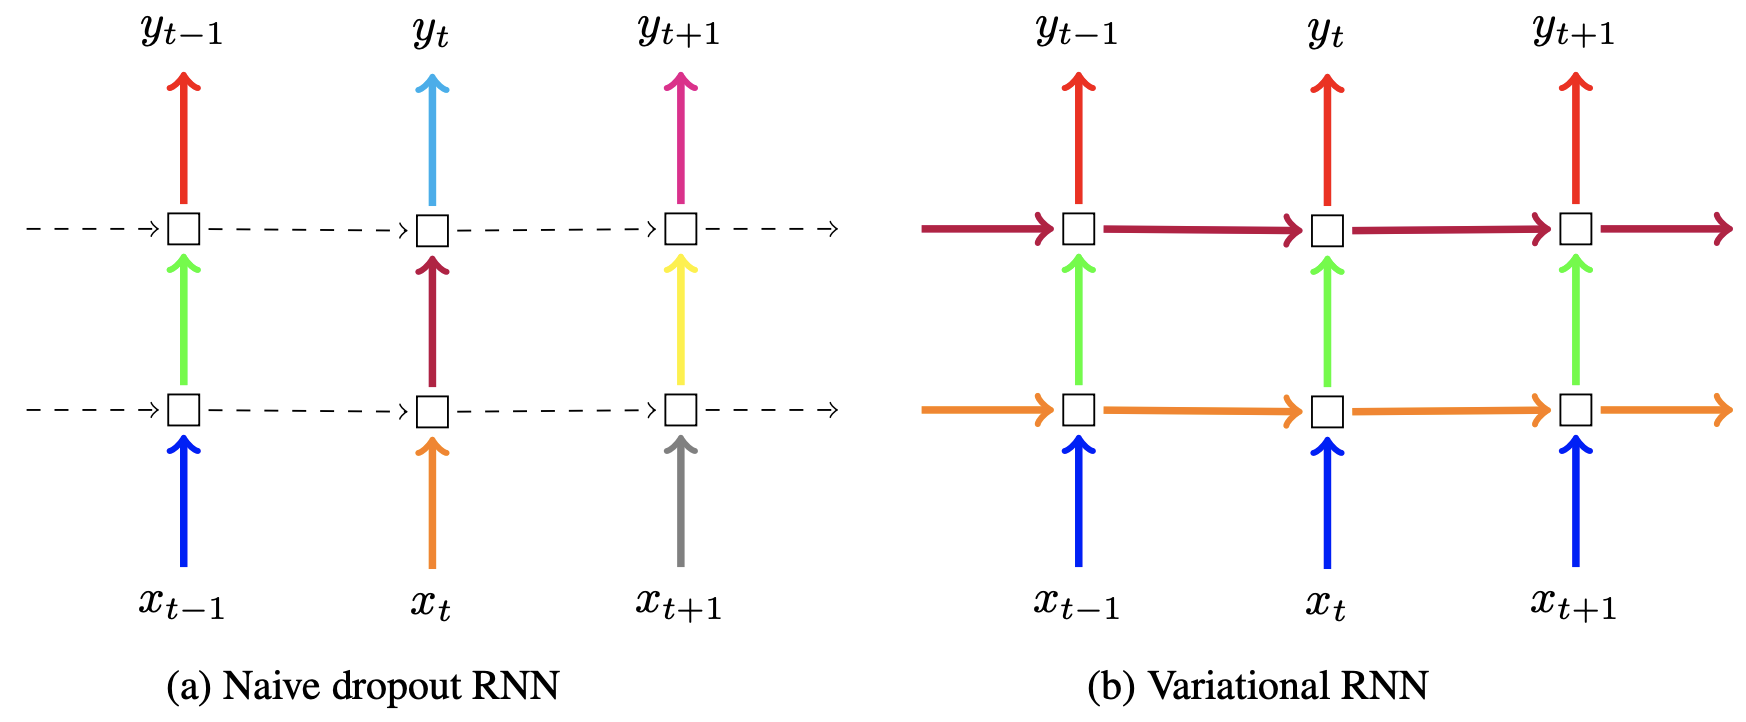 y_{t−1} y_t y_{t+1} y_{t−1} y_t y_{t+1}
x_{t−1} x_t x_{t+1} x_{t−1} x_t x_{t+1}
(a) Naive dropout RNN
(b) Variational RNN